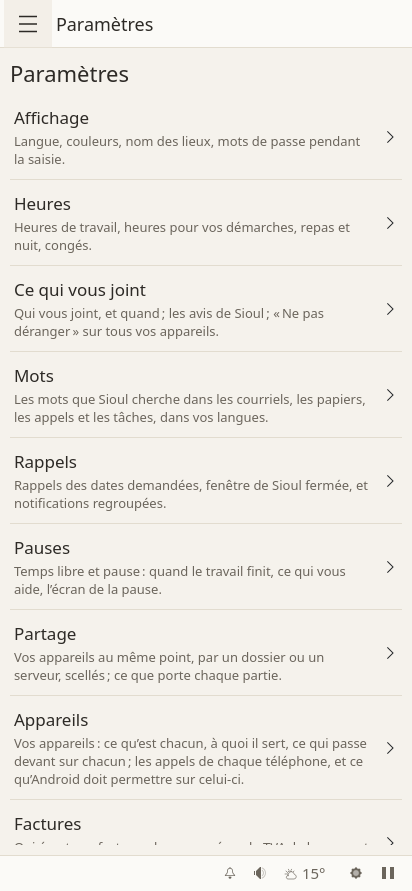 Paramètres
Paramètres
Affichage
Langue, couleurs, nom des lieux, mots de passe pendant
la saisie.
Heures
Heures de travail, heures pour vos démarches, repas et
nuit, congés.
Ce qui vous joint
Qui vous joint, et quand ; les avis de Sioul ; « Ne pas
déranger » sur tous vos appareils.
Mots
Les mots que Sioul cherche dans les courriels, les papiers,
les appels et les tâches, dans vos langues.
Rappels
Rappels des dates demandées, fenêtre de Sioul fermée, et
notifications regroupées.
Pauses
Temps libre et pause : quand le travail finit, ce qui vous
aide, l’écran de la pause.
Partage
Vos appareils au même point, par un dossier ou un
serveur, scellés ; ce que porte chaque partie.
Appareils
Vos appareils : ce qu’est chacun, à quoi il sert, ce qui passe
devant sur chacun ; les appels de chaque téléphone, et ce
qu’Android doit permettre sur celui-ci.
Factures
15°